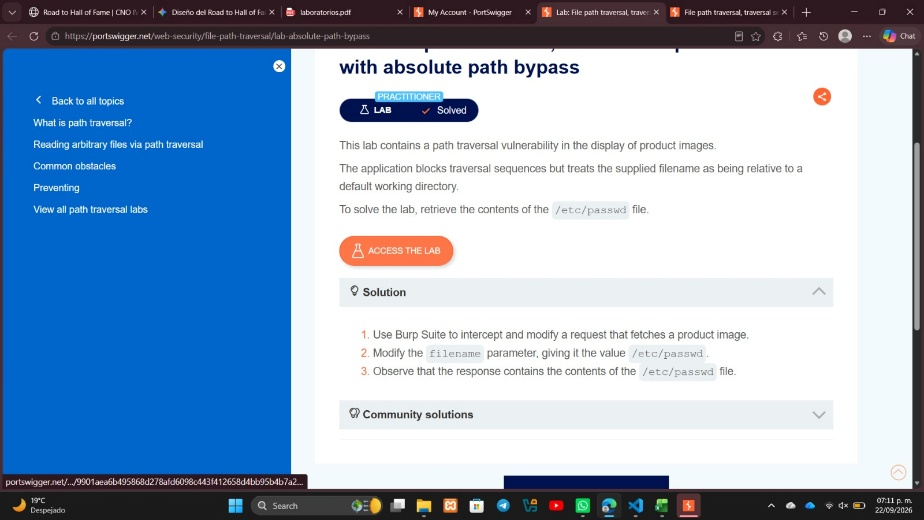 Road to Hall of Fame | CNO I
Diseño del Road to Hall of Fa
laboratorios.pdf
My Account - PortSwigger
Lab: File path traversal, traver
File path traversal, traversal s
https://portswigger.net/web-security/file-path-traversal/lab-absolute-path-bypass
Chat
Back to all topics
What is path traversal?
Reading arbitrary files via path traversal
Common obstacles
Preventing
View all path traversal labs
with absolute path bypass
PRACTITIONER
LAB Solved
This lab contains a path traversal vulnerability in the display of product images.
The application blocks traversal sequences but treats the supplied filename as being relative to a
default working directory.
To solve the lab, retrieve the contents of the /etc/passwd file.
ACCESS THE LAB
Solution
1. Use Burp Suite to intercept and modify a request that fetches a product image.
2. Modify the filename parameter, giving it the value /etc/passwd.
3. Observe that the response contains the contents of the /etc/passwd file.
Community solutions
portswigger.net/.../9901aea6b495868d278afd6098c443f412658d4bb95b4b7a2...
19°C
Despejado
Search
07:11 p. m.
22/09/2026